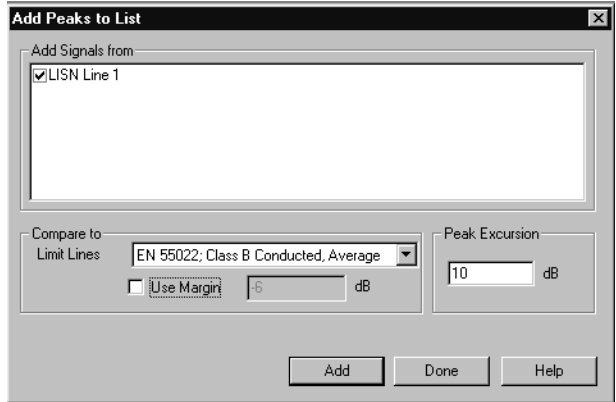 Add Peaks to List
Add Signals from
LISN Line 1
Compare to
Limit Lines
EN 55022; Class B Conducted, Average
Use Margin
-6
dB
Peak Excursion
10
dB
Add
Done
Help